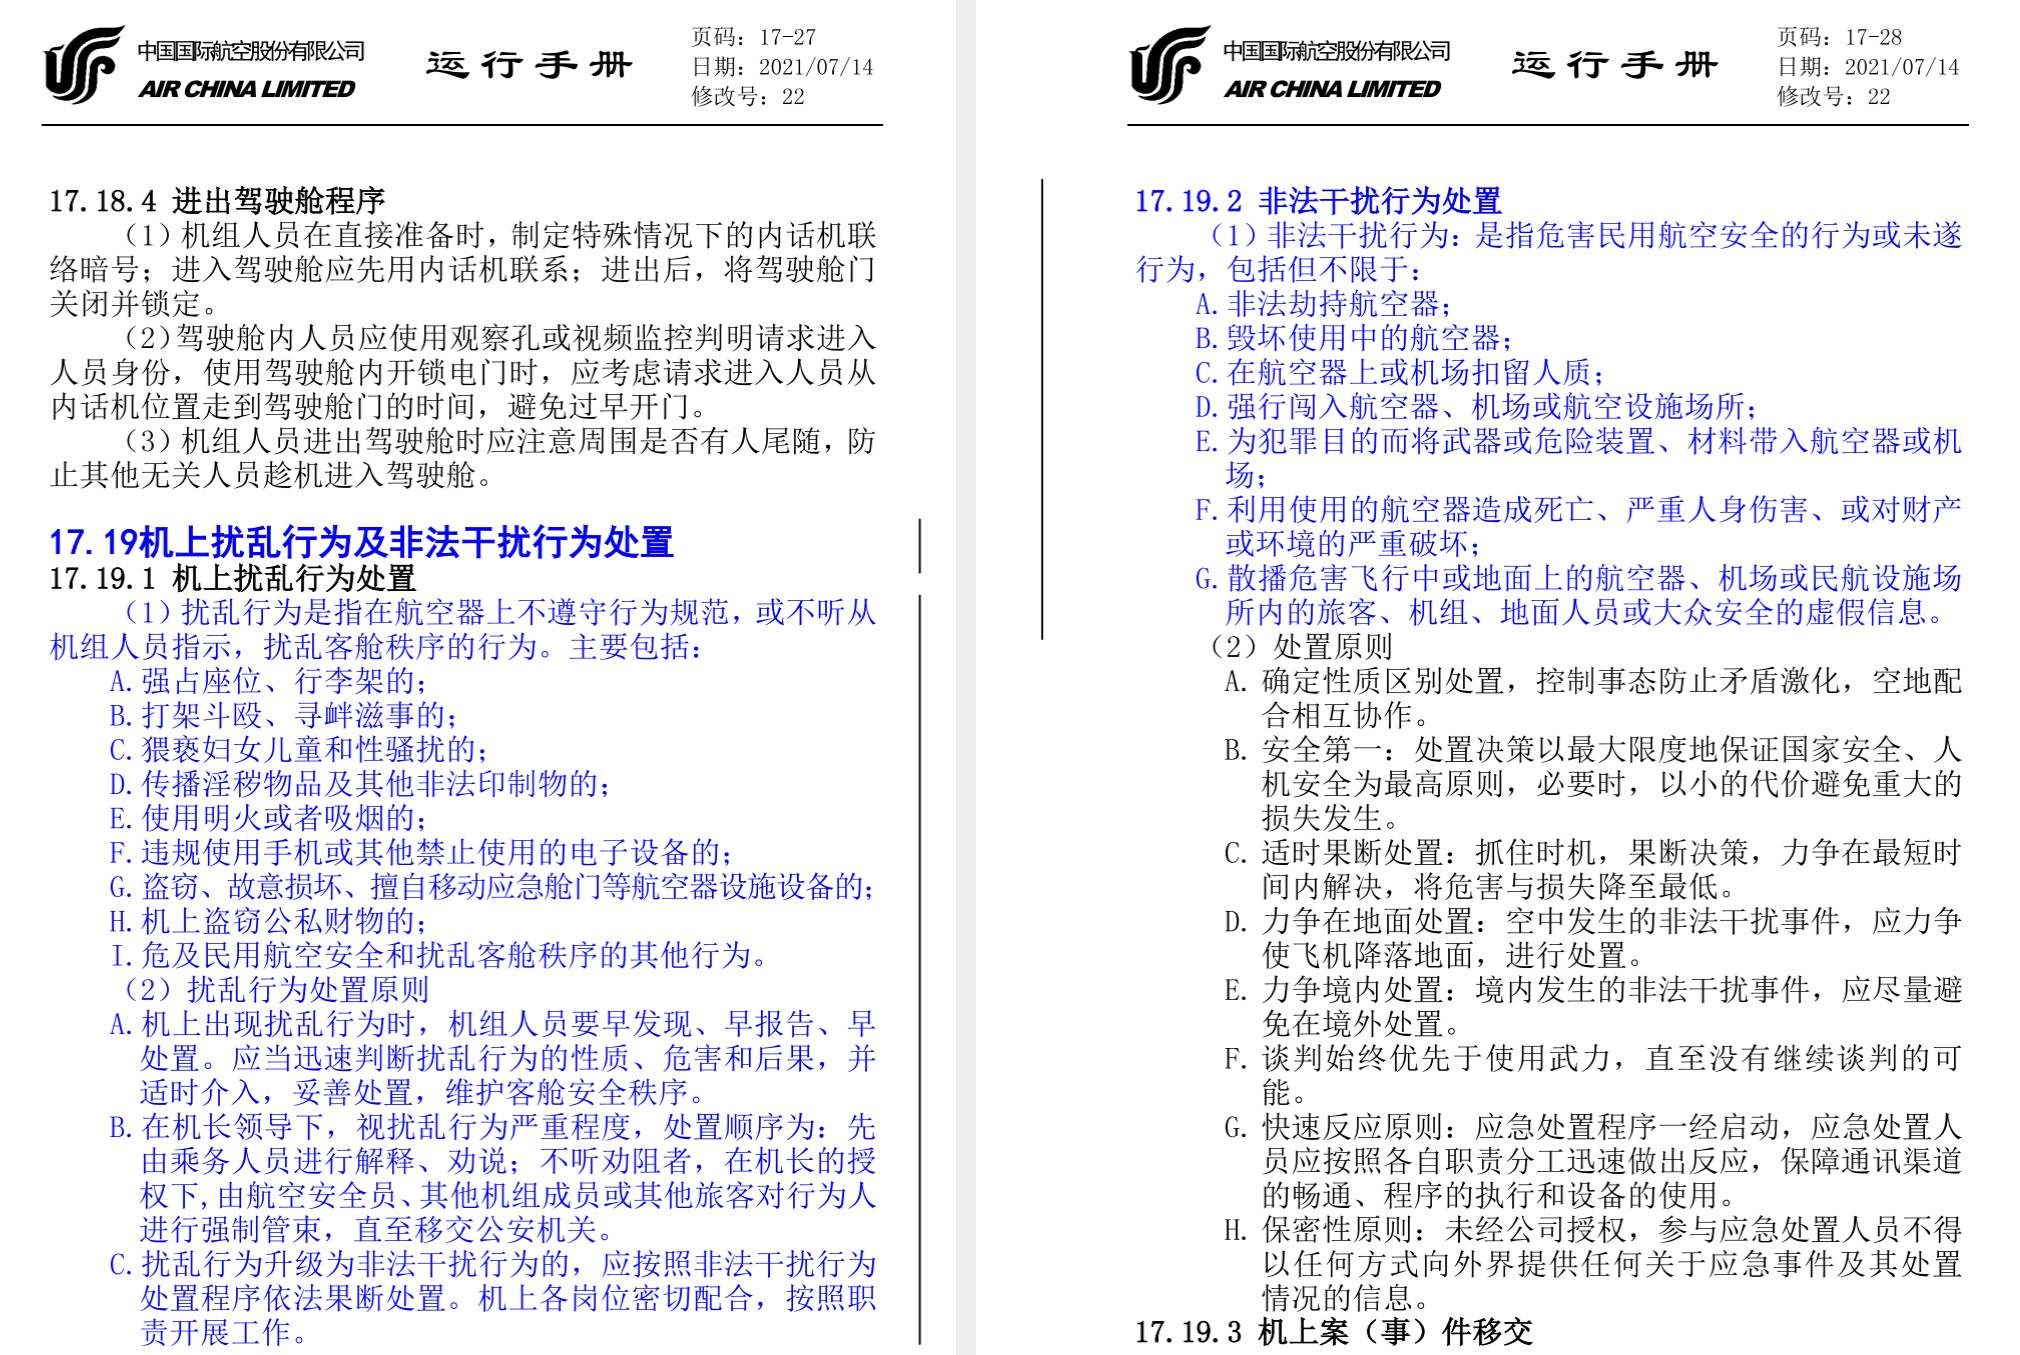 中国国际航空股份有限公司
AIR CHINA LIMITED
运行手册
页码：17-27
日期：2021/07/14
修改号：22
17.18.4 进出驾驶舱程序
（1）机组人员在直接准备时，制定特殊情况下的内话机联
络暗号；进入驾驶舱应先用内话机联系；进出后，将驾驶舱门
关闭并锁定。
（2）驾驶舱内人员应使用观察孔或视频监控判明请求进入
人员身份，使用驾驶舱内开锁电门时，应考虑请求进入人员从
内话机位置走到驾驶舱门的时间，避免过早开门。
（3）机组人员进出驾驶舱时应注意周围是否有人尾随，防
止其他无关人员趁机进入驾驶舱。
17.19机上扰乱行为及非法干扰行为处置
17.19.1 机上扰乱行为处置
（1）扰乱行为是指在航空器上不遵守行为规范，或不听从
机组人员指示，扰乱客舱秩序的行为。主要包括：
A.强占座位、行李架的；
B.打架斗殴、寻衅滋事的；
C.猥亵妇女儿童和性骚扰的；
D.传播淫秽物品及其他非法印制物的；
E.使用明火或者吸烟的；
F.违规使用手机或其他禁止使用的电子设备的；
G.盗窃、故意损坏、擅自移动应急舱门等航空器设施设备的；
H.机上盗窃公私财物的；
I.危及民用航空安全和扰乱客舱秩序的其他行为。
（2）扰乱行为处置原则
A.机上出现扰乱行为时，机组人员要早发现、早报告、早
处置。应当迅速判断扰乱行为的性质、危害和后果，并
适时介入，妥善处置，维护客舱安全秩序。
B.在机长领导下，视扰乱行为严重程度，处置顺序为：先
由乘务人员进行解释、劝说；不听劝阻者，在机长的授
权下,由航空安全员、其他机组成员或其他旅客对行为人
进行强制管束，直至移交公安机关。
C.扰乱行为升级为非法干扰行为的，应按照非法干扰行为
处置程序依法果断处置。机上各岗位密切配合，按照职
责开展工作。
中国国际航空股份有限公司
AIR CHINA LIMITED
运行手册
页码：17-28
日期：2021/07/14
修改号：22
17.19.2 非法干扰行为处置
（1）非法干扰行为：是指危害民用航空安全的行为或未遂
行为，包括但不限于：
A.非法劫持航空器；
B.毁坏使用中的航空器；
C.在航空器上或机场扣留人质；
D.强行闯入航空器、机场或航空设施场所；
E.为犯罪目的而将武器或危险装置、材料带入航空器或机
场；
F.利用使用的航空器造成死亡、严重人身伤害、或对财产
或环境的严重破坏；
G.散播危害飞行中或地面上的航空器、机场或民航设施场
所内的旅客、机组、地面人员或大众安全的虚假信息。
（2）处置原则
A. 确定性质区别处置，控制事态防止矛盾激化，空地配
合相互协作。
B. 安全第一：处置决策以最大限度地保证国家安全、人
机安全为最高原则，必要时，以小的代价避免重大的
损失发生。
C. 适时果断处置：抓住时机，果断决策，力争在最短时
间内解决，将危害与损失降至最低。
D. 力争在地面处置：空中发生的非法干扰事件，应力争
使飞机降落地面，进行处置。
E. 力争境内处置：境内发生的非法干扰事件，应尽量避
免在境外处置。
F. 谈判始终优先于使用武力，直至没有继续谈判的可
能。
G. 快速反应原则：应急处置程序一经启动，应急处置人
员应按照各自职责分工迅速做出反应，保障通讯渠道
的畅通、程序的执行和设备的使用。
H. 保密性原则：未经公司授权，参与应急处置人员不得
以任何方式向外界提供任何关于应急事件及其处置
情况的信息。
17.19.3 机上案（事）件移交